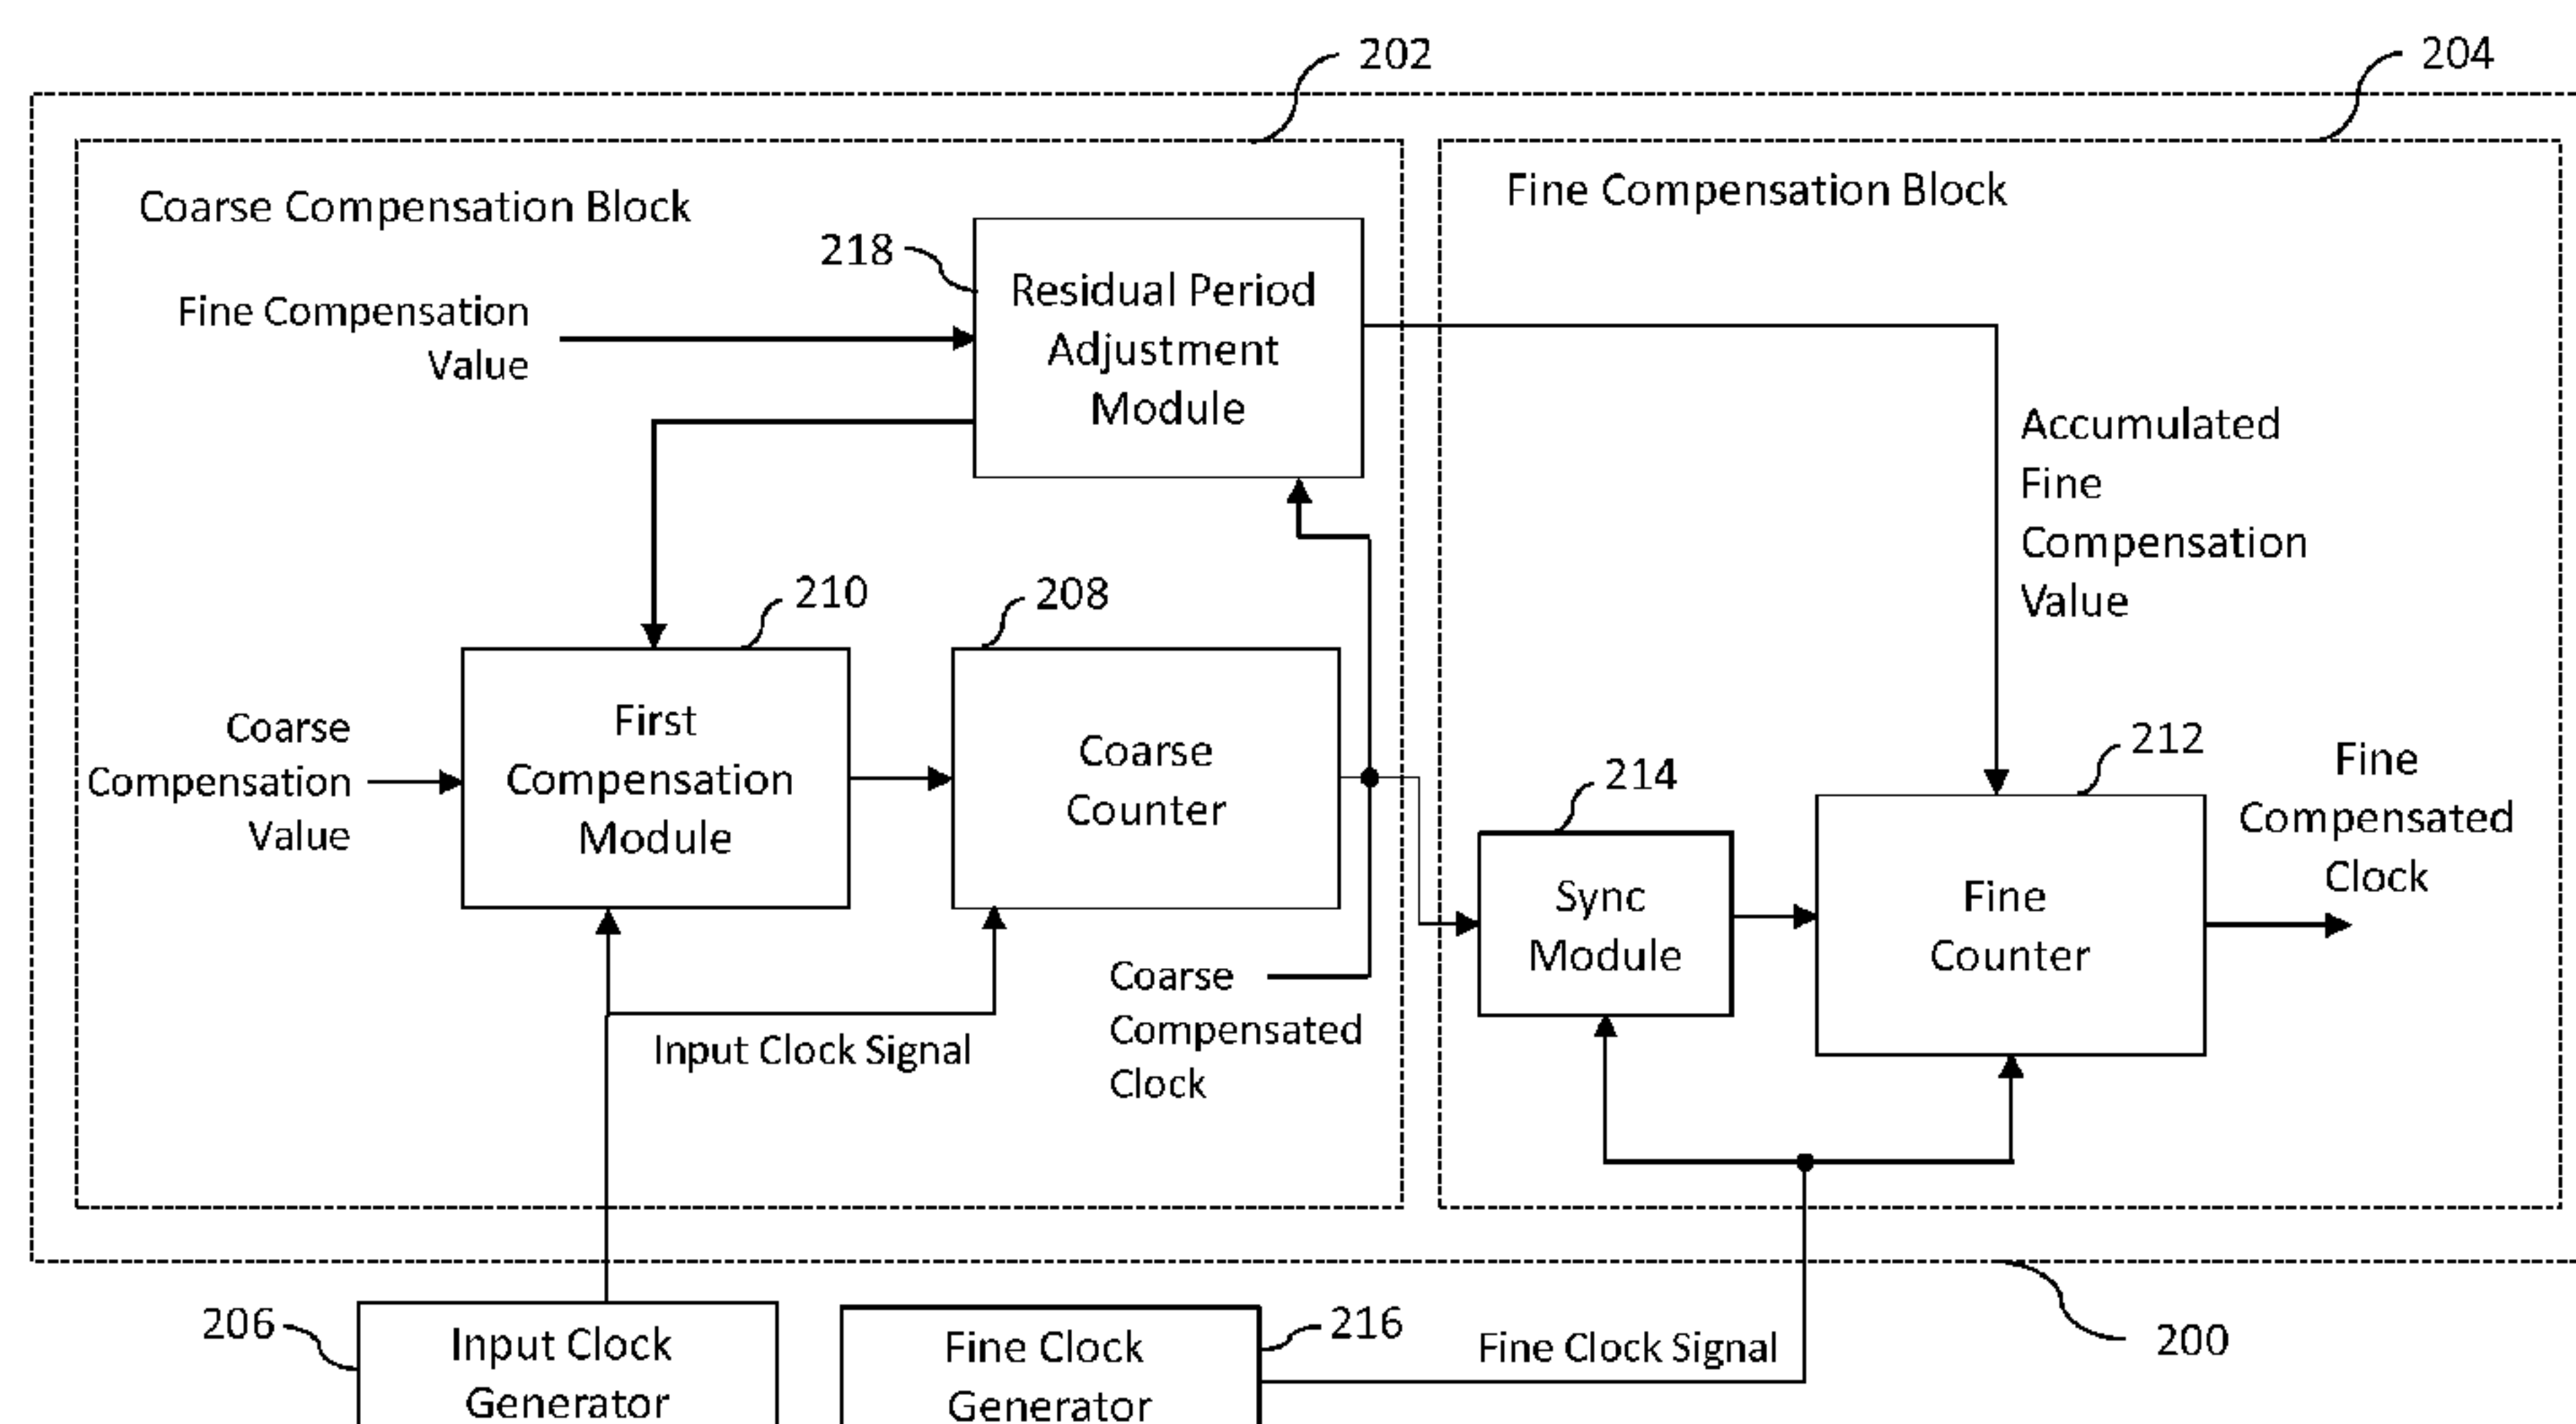 202
204
Coarse Compensation Block
Fine Compensation Block
218
Residual Period
Adjustment
Module
Fine Compensation
Value
Accumulated
Fine
Compensation
Value
210
208
First
Compensation
Module
Coarse
Counter
Coarse
Compensation
Value
214
212
Fine
Compensated
Clock
Sync
Module
Fine
Counter
Coarse
Compensated
Clock
Input Clock Signal
206
Input Clock
Generator
Fine Clock
Generator
216
Fine Clock Signal
200